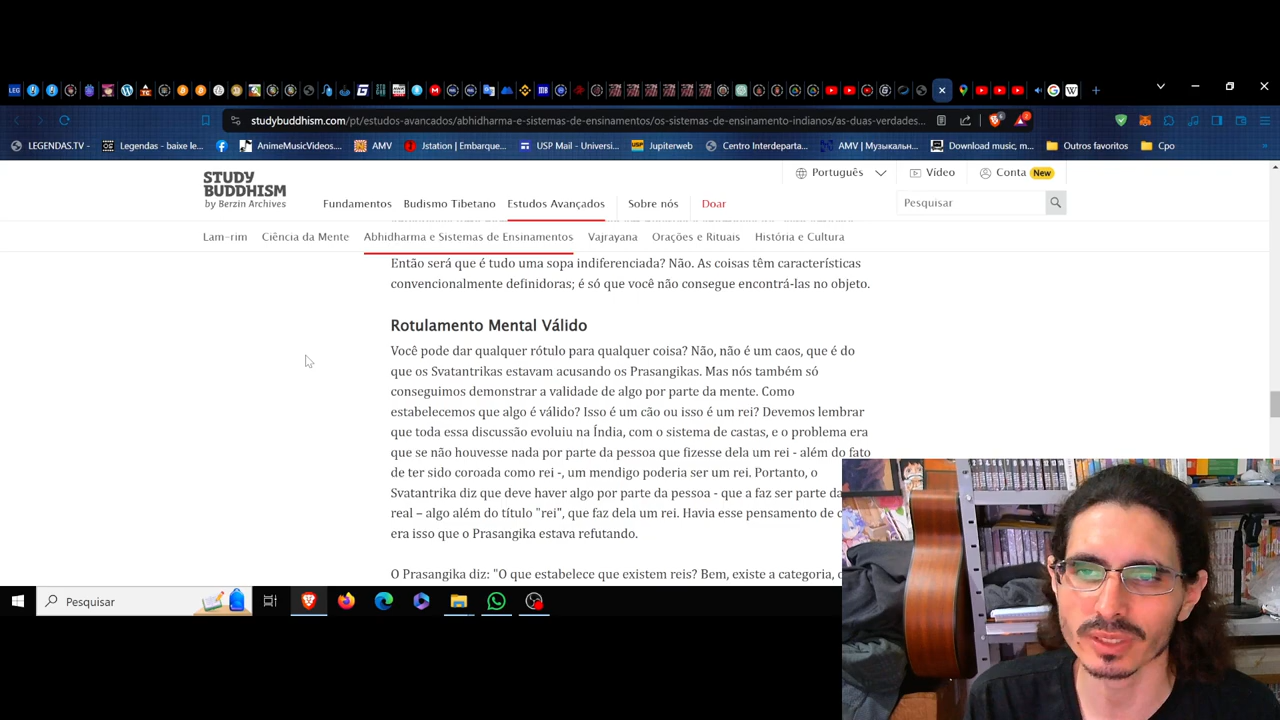 studybuddhism.com/pt/estudos-avancados/abhidharma-e-sistemas-de-ensinamentos/os-sistemas-de-ensinamento-indianos/as-duas-verdades...
LEGENDAS.TV - Legendas - baixe le... AnimeMusicVideos.... AMV Jstation | Embarque... USP Mail - Universi... Jupiterweb Centro Interdeparta... AMV | Музыкальн... Download music, m... Outros favoritos Cpo
STUDY BUDDHISM
by Berzin Archives
Português Vídeo Conta New
Fundamentos Budismo Tibetano Estudos Avançados Sobre nós Doar Pesquisar
Lam-rim Ciência da Mente Abhidharma e Sistemas de Ensinamentos Vajrayana Orações e Rituais História e Cultura
Então será que é tudo uma sopa indiferenciada? Não. As coisas têm características
convencionalmente definidoras; é só que você não consegue encontrá-las no objeto.
Rotulamento Mental Válido
Você pode dar qualquer rótulo para qualquer coisa? Não, não é um caos, que é do
que os Svatantrikas estavam acusando os Prasangikas. Mas nós também só
conseguimos demonstrar a validade de algo por parte da mente. Como
estabelecemos que algo é válido? Isso é um cão ou isso é um rei? Devemos lembrar
que toda essa discussão evoluiu na Índia, com o sistema de castas, e o problema era
que se não houvesse nada por parte da pessoa que fizesse dela um rei - além do fato
de ter sido coroada como rei -, um mendigo poderia ser um rei. Portanto, o
Svatantrika diz que deve haver algo por parte da pessoa - que a faz ser parte da
real – algo além do título "rei", que faz dela um rei. Havia esse pensamento de
era isso que o Prasangika estava refutando.
O Prasangika diz: "O que estabelece que existem reis? Bem, existe a categoria,
Pesquisar